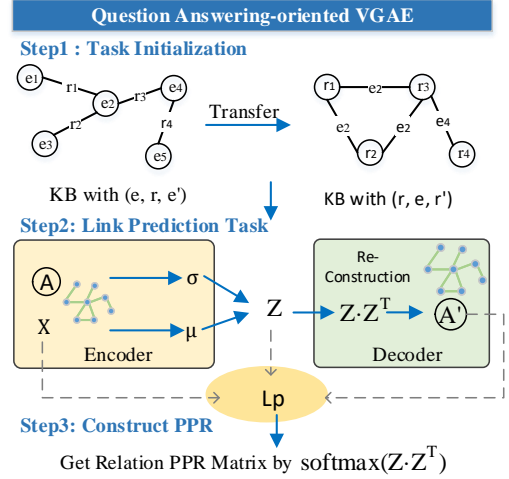 Question Answering-oriented VGAE
Step1 : Task Initialization
e1 r1 e2 r3 e4
r2 r4
e3 e5
Transfer
r1 e2 r3
e2 e2 e4
r2 r4
KB with (e, r, e')
KB with (r, e, r')
Step2: Link Prediction Task
A
X
σ
μ
Encoder
Z
Re-
Construction
Z·Z^T
A'
Decoder
Lp
Step3: Construct PPR
Get Relation PPR Matrix by softmax(Z·Z^T)